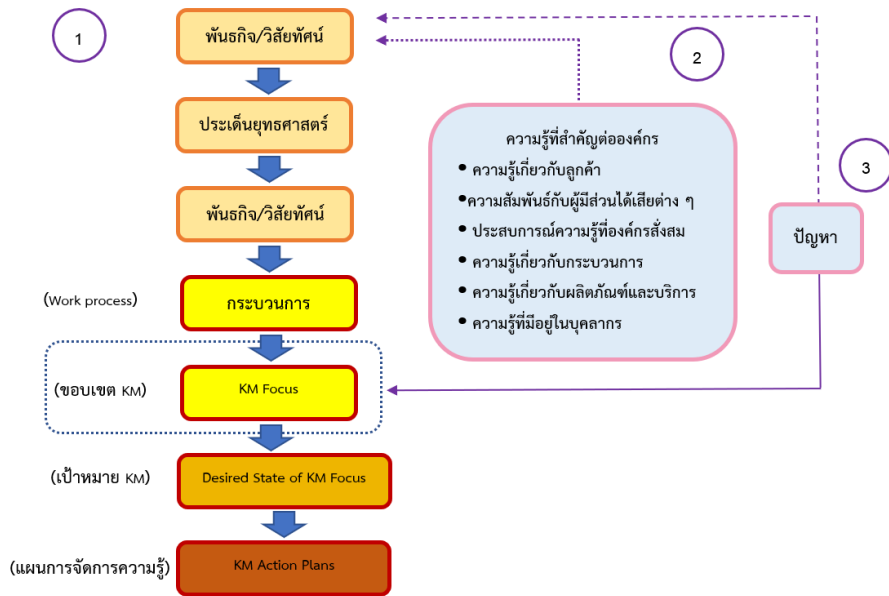 1
พันธกิจ/วิสัยทัศน์
2
ประเด็นยุทธศาสตร์
ความรู้ที่สำคัญต่อองค์กร
• ความรู้เกี่ยวกับลูกค้า
•ความสัมพันธ์กับผู้มีส่วนได้เสียต่าง ๆ
• ประสบการณ์ความรู้ที่องค์กรสั่งสม
• ความรู้เกี่ยวกับกระบวนการ
• ความรู้เกี่ยวกับผลิตภัณฑ์และบริการ
• ความรู้ที่มีอยู่ในบุคลากร
3
ปัญหา
พันธกิจ/วิสัยทัศน์
(Work process)
กระบวนการ
(ขอบเขต KM)
KM Focus
(เป้าหมาย KM)
Desired State of KM Focus
(แผนการจัดการความรู้)
KM Action Plans